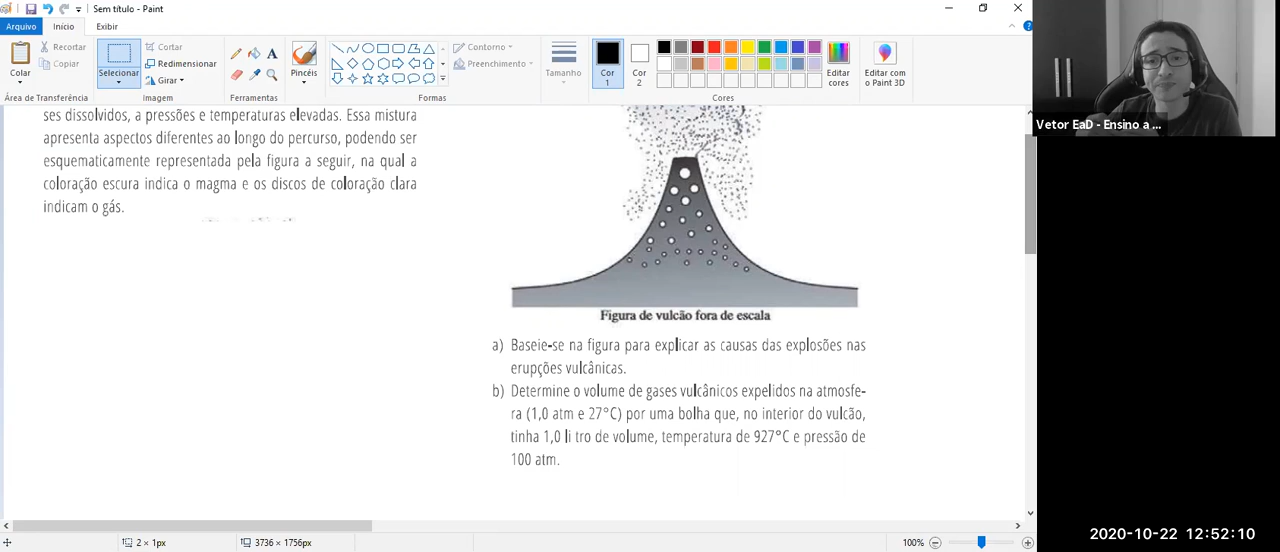 Sem título - Paint
Arquivo
Início
Exibir
Colar
Recortar
Copiar
Área de Transferência
Selecionar
Cortar
Redimensionar
Girar
Imagem
Ferramentas
Pincéis
Formas
Contorno
Preenchimento
Tamanho
Cor
1
Cor
2
Cores
Editar
cores
Editar com
o Paint 3D
Vetor EaD - Ensino a ...
ses dissolvidos, a pressões e temperaturas elevadas. Essa mistura
apresenta aspectos diferentes ao longo do percurso, podendo ser
esquematicamente representada pela figura a seguir, na qual a
coloração escura indica o magma e os discos de coloração clara
indicam o gás.
Figura de vulcão fora de escala
a) Baseie-se na figura para explicar as causas das explosões nas
erupções vulcânicas.
b) Determine o volume de gases vulcânicos expelidos na atmosfe-
ra (1,0 atm e 27°C) por uma bolha que, no interior do vulcão,
tinha 1,0 li tro de volume, temperatura de 927°C e pressão de
100 atm.
2 × 1px
3736 × 1756px
100%
2020-10-22 12:52:10